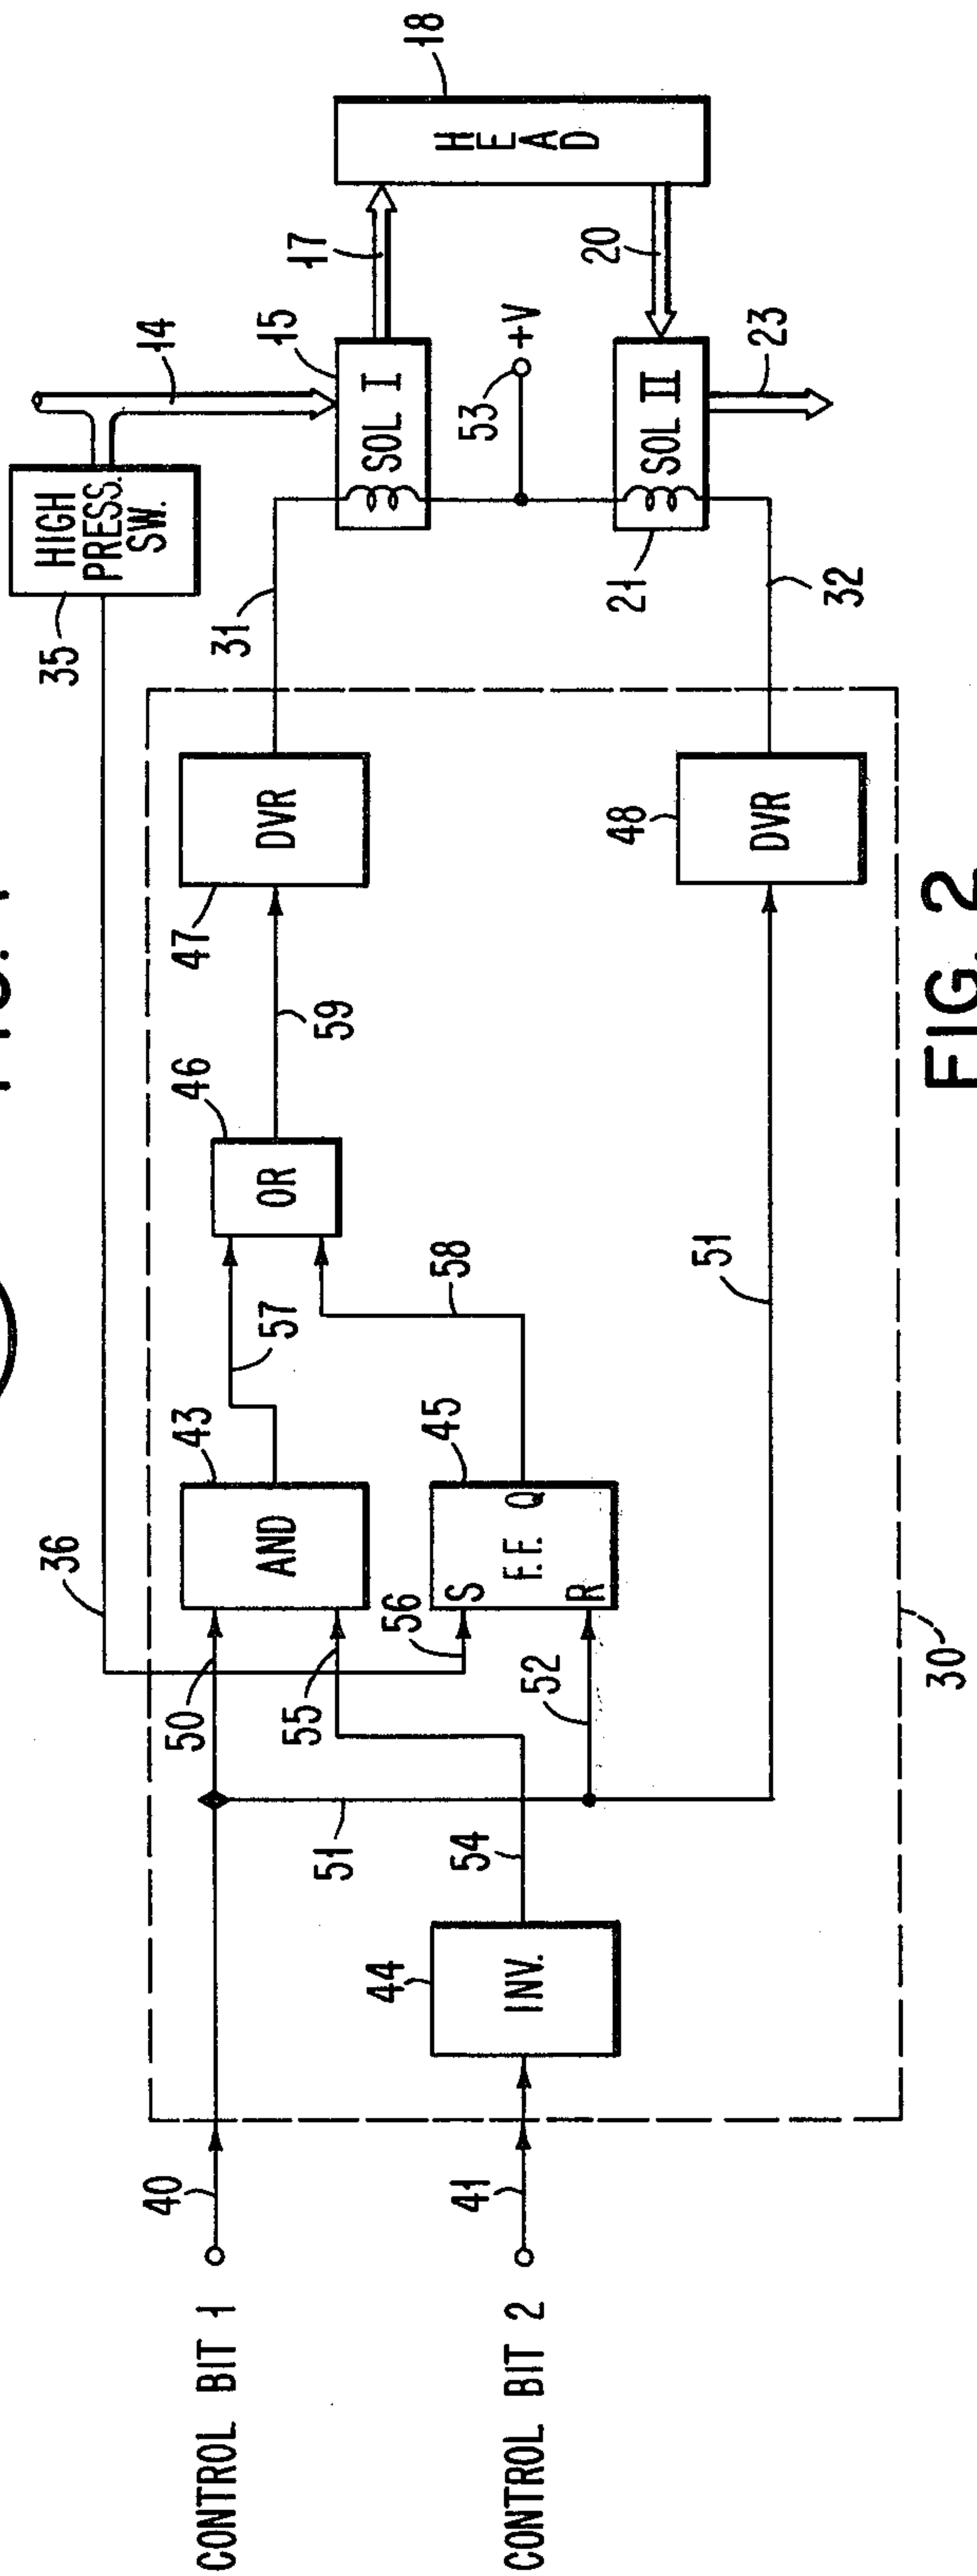 18
HEAD
17
20
14
15
SOL I
53
+V
SOL II
23
HIGH
PRESS.
SW.
35
31
21
32
47
DVR
48
DVR
59
46
OR
57
58
51
36
43
AND
45
S
F.F.
Q
R
56
50
55
52
51
54
44
INV.
30
40
41
CONTROL BIT 1
CONTROL BIT 2
FIG. 2